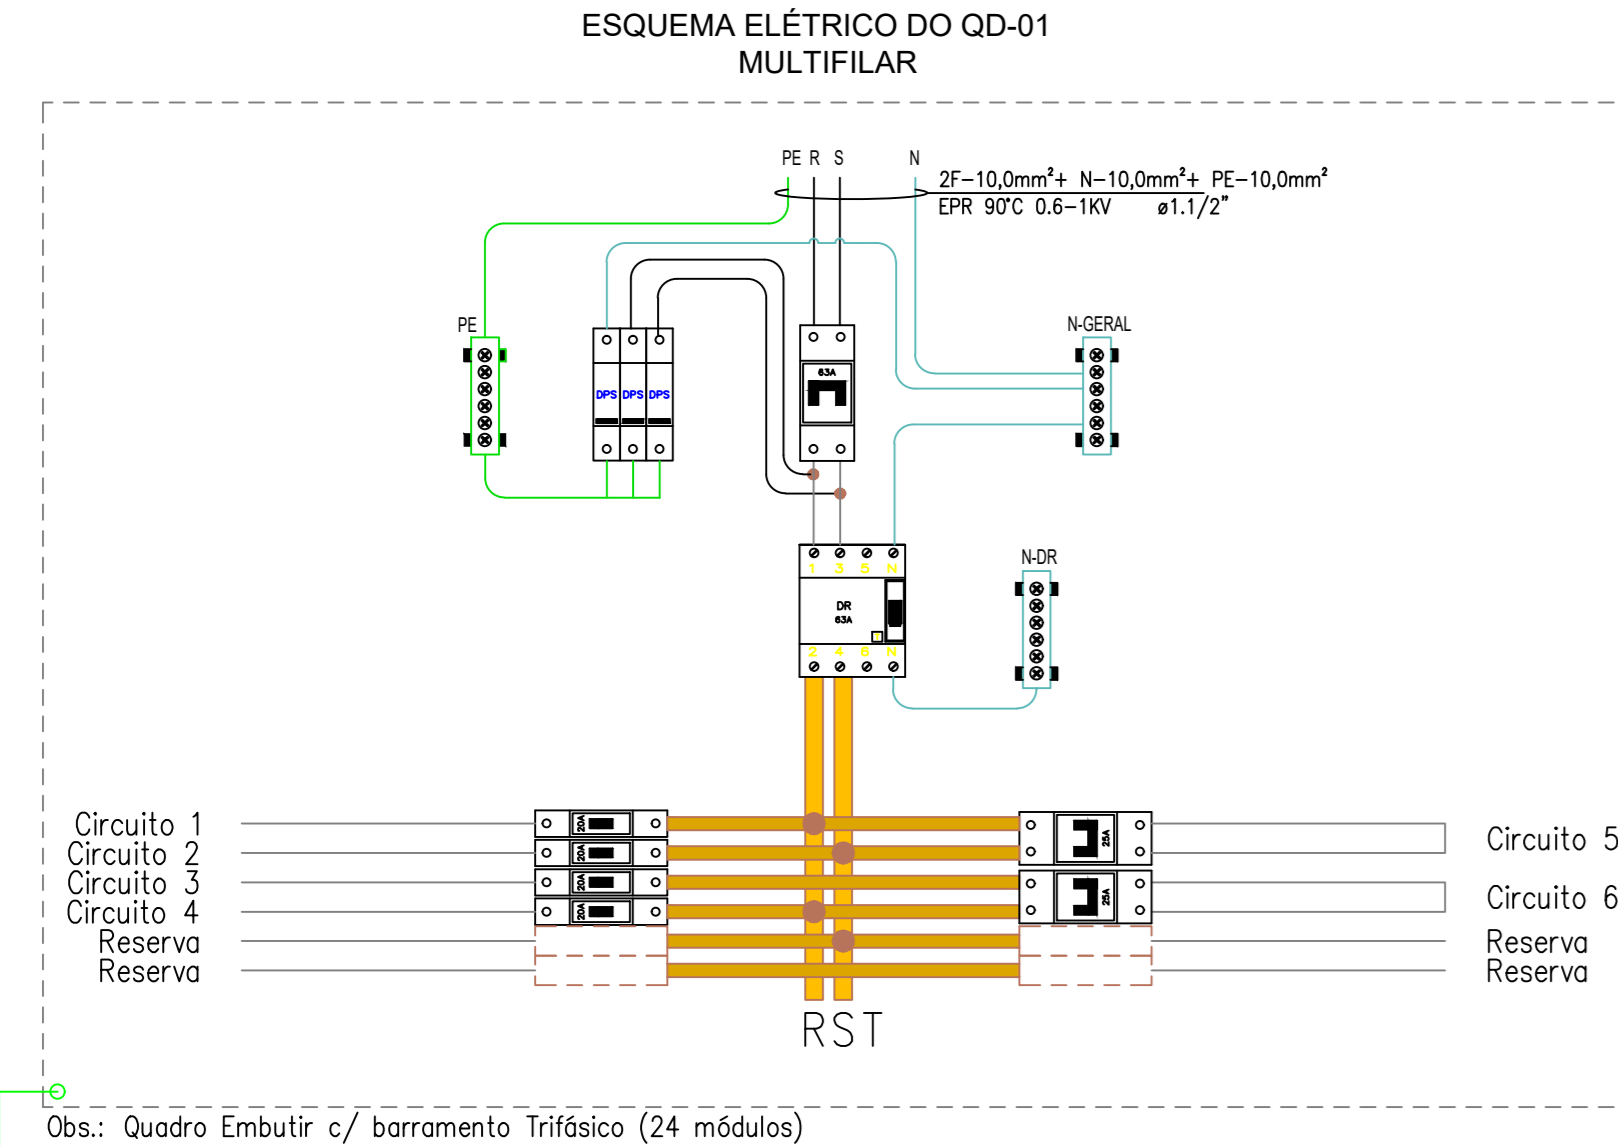 ESQUEMA ELÉTRICO DO QD-01
MULTIFILAR
PE R S N
2F-10,0mm²+ N-10,0mm²+ PE-10,0mm²
EPR 90°C 0.6-1KV ø1.1/2"
PE
N-GERAL
63A
DPS DPS DPS
N-DR
1 3 5 N
DR
63A
T
2 4 6 N
Circuito 1
20A
25A
Circuito 5
Circuito 2
20A
Circuito 3
20A
25A
Circuito 6
Circuito 4
20A
Reserva
Reserva
Reserva
Reserva
RST
Obs.: Quadro Embutir c/ barramento Trifásico (24 módulos)